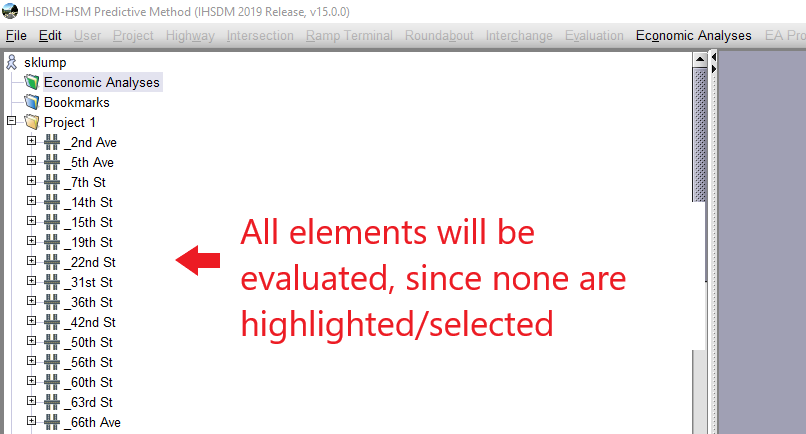 IHSDM-HSM Predictive Method (IHSDM 2019 Release, v15.0.0)
File Edit User Project Highway Intersection Ramp Terminal Roundabout Interchange Evaluation Economic Analyses EA Pro
sklump
Economic Analyses
Bookmarks
Project 1
_2nd Ave
_5th Ave
_7th St
_14th St
_15th St
_19th St
_22nd St
_31st St
_36th St
_42nd St
_50th St
_56th St
_60th St
_63rd St
_66th Ave
All elements will be
evaluated, since none are
highlighted/selected